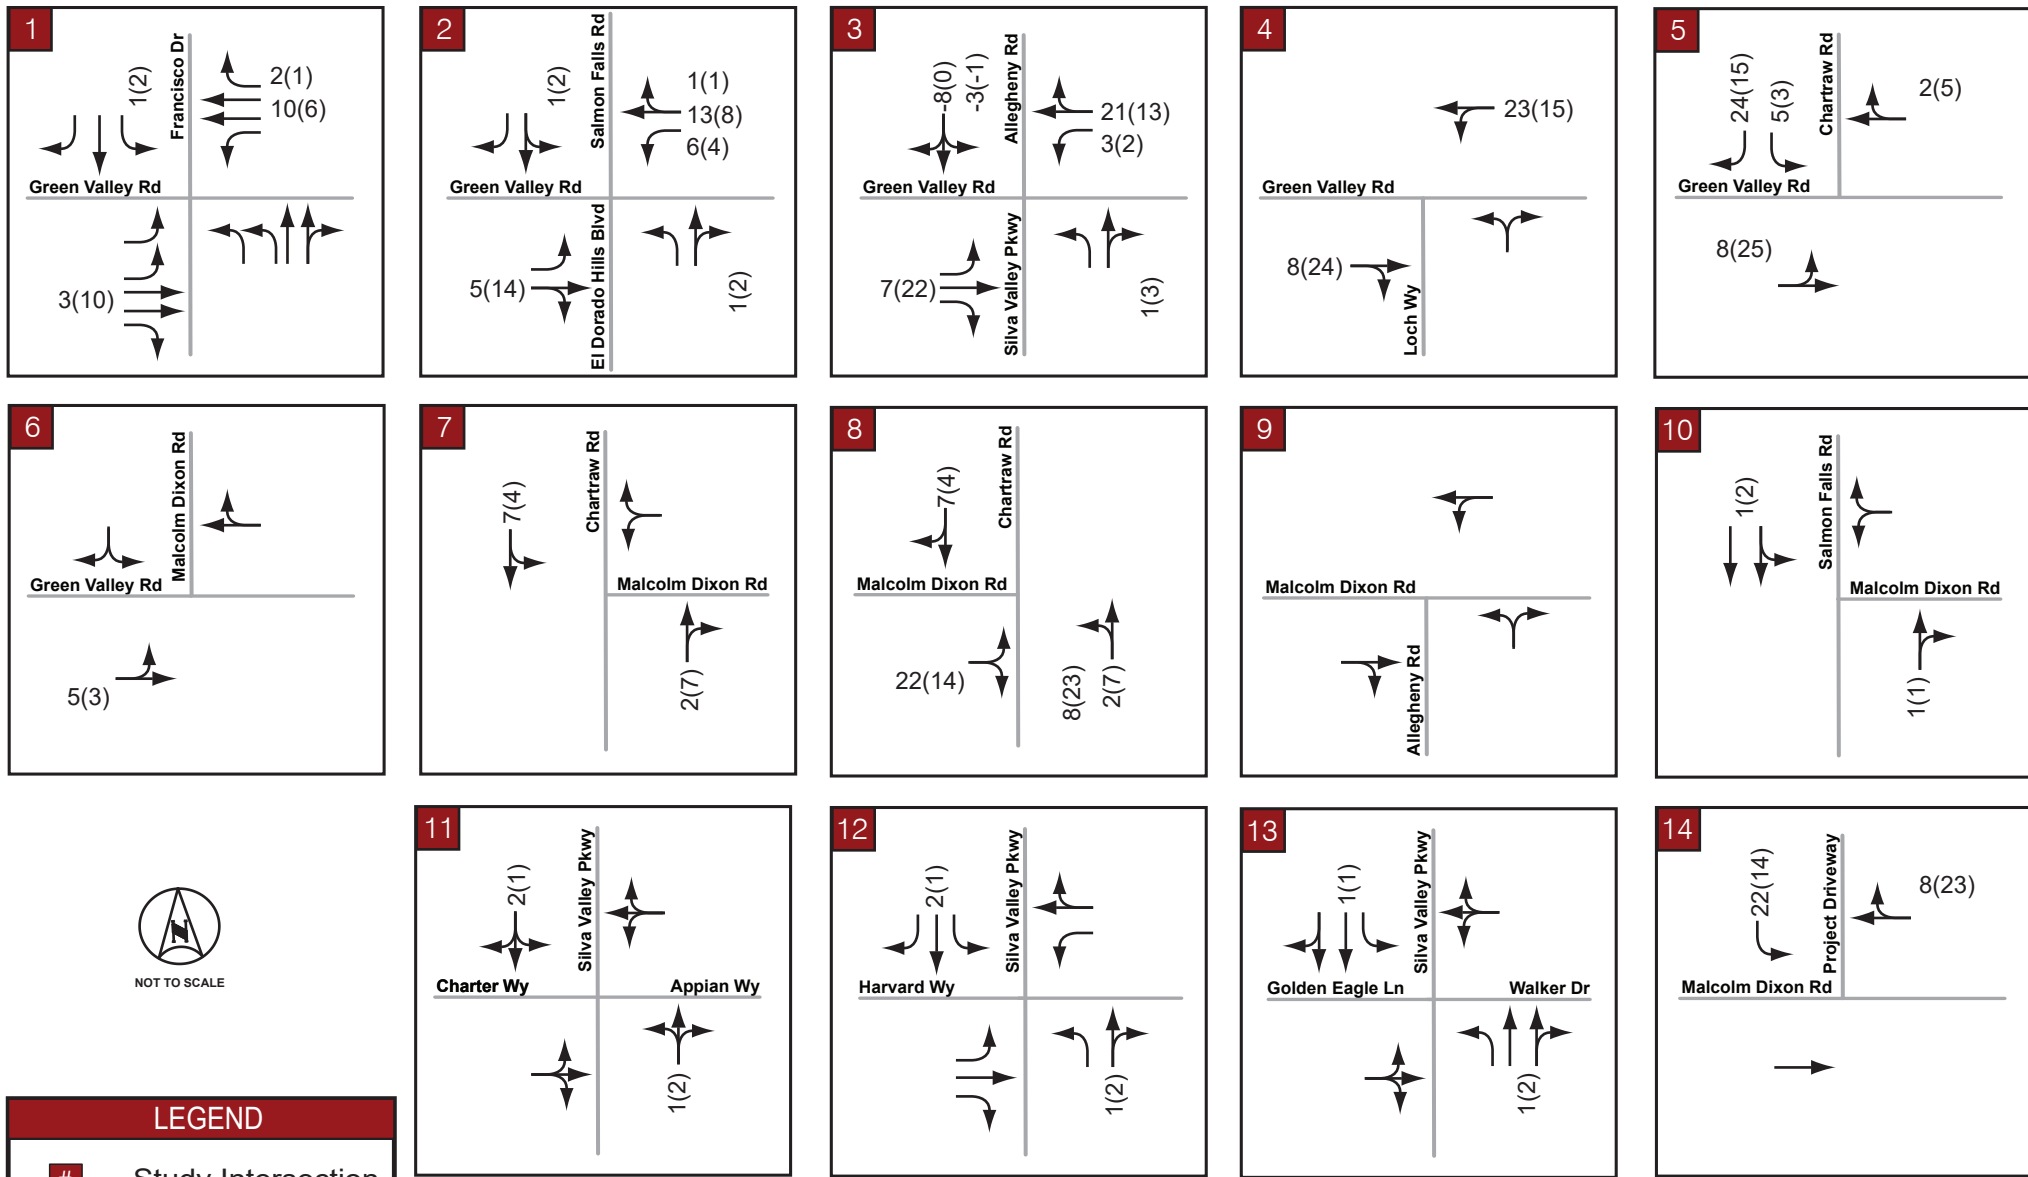 1
Francisco Dr
1(2)
2(1)
10(6)
Green Valley Rd
3(10)
2
Salmon Falls Rd
1(2)
1(1)
13(8)
6(4)
Green Valley Rd
El Dorado Hills Blvd
5(14)
1(2)
3
Allegheny Rd
-8(0)
-3(-1)
21(13)
3(2)
Green Valley Rd
Silva Valley Pkwy
7(22)
1(3)
4
23(15)
Green Valley Rd
8(24)
Loch Wy
5
Chartraw Rd
24(15)
5(3)
2(5)
Green Valley Rd
8(25)
6
Malcolm Dixon Rd
Green Valley Rd
5(3)
7
Chartraw Rd
7(4)
Malcolm Dixon Rd
2(7)
8
Chartraw Rd
7(4)
Malcolm Dixon Rd
22(14)
8(23)
2(7)
9
Malcolm Dixon Rd
Allegheny Rd
10
Salmon Falls Rd
1(2)
Malcolm Dixon Rd
1(1)
N
NOT TO SCALE
11
Silva Valley Pkwy
2(1)
Charter Wy
Appian Wy
1(2)
12
Silva Valley Pkwy
2(1)
Harvard Wy
1(2)
13
Silva Valley Pkwy
1(1)
Golden Eagle Ln
Walker Dr
1(2)
14
Project Driveway
22(14)
8(23)
Malcolm Dixon Rd
LEGEND
# Study Intersection